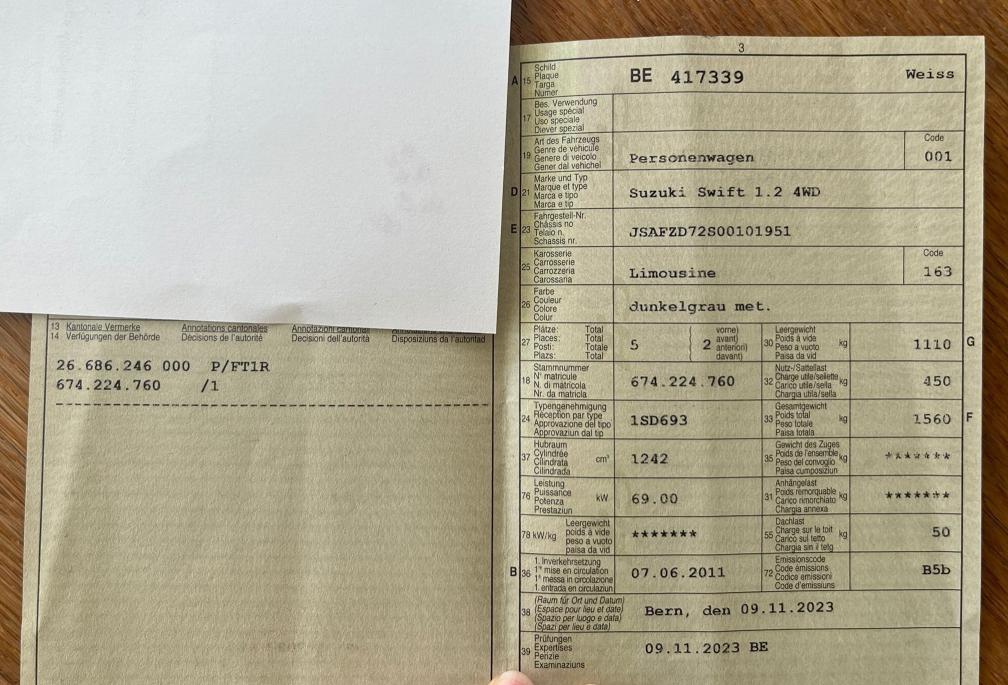 13 Kantonale Vermerke Annotations cantonales Annotazioni cantonali Annotaziuns chantunalas
14 Verfügungen der Behörde Décisions de l'autorité Decisioni dell'autorità Disposiziuns da l'autoritad
26.686.246 000 P/FT1R
674.224.760 /1
3
A 15 Schild
Plaque
Targa
Numer
BE 417339 Weiss
17 Bes. Verwendung
Usage spécial
Uso speciale
Diever spezial
19 Art des Fahrzeugs
Genre de véhicule
Genere di veicolo
Gener dal vehichel
Personenwagen
Code
001
D 21 Marke und Typ
Marque et type
Marca e tipo
Marca e tip
Suzuki Swift 1.2 4WD
E 23 Fahrgestell-Nr.
Châssis no
Telaio n.
Schassis nr.
JSAFZD72S00101951
25 Karosserie
Carrosserie
Carrozzeria
Carossaria
Limousine
Code
163
26 Farbe
Couleur
Colore
Colur
dunkelgrau met.
27 Plätze: Total
Places: Total
Posti: Totale
Plazs: Total
5
2 vorne)
avant)
anteriori)
davant)
30 Leergewicht
Poids à vide
Peso a vuoto
Paisa da vid
kg
1110 G
18 Stammnummer
N° matricule
N. di matricola
Nr. da matricla
674.224.760
32 Nutz-/Sattellast
Charge utile/sellette
Carico utile/sella
Chargia utila/sella
kg
450
24 Typengenehmigung
Réception par type
Approvazione del tipo
Approvaziun dal tip
1SD693
33 Gesamtgewicht
Poids total
Peso totale
Paisa totala
kg
1560 F
37 Hubraum
Cylindrée
Cilindrata
Cilindrada
cm³
1242
35 Gewicht des Zuges
Poids de l'ensemble
Peso del convoglio
Paisa cumposiziun
kg
*******
76 Leistung
Puissance
Potenza
Prestaziun
kW
69.00
31 Anhängelast
Poids remorquable
Carico rimorchiato
Chargia annexa
kg
*******
78 kW/kg Leergewicht
poids à vide
peso a vuoto
paisa da vid
*******
55 Dachlast
Charge sur le toit
Carico sul tetto
Chargia sin il tetg
kg
50
B 36 1. Inverkehrsetzung
1re mise en circulation
1a messa in circolazione
1. entrada en circulaziun
07.06.2011
72 Emissionscode
Code émissions
Codice emissioni
Code d'emissiuns
B5b
38 (Raum für Ort und Datum)
(Espace pour lieu et date)
(Spazio per luogo e data)
(Spazi per lieu e data)
Bern, den 09.11.2023
39 Prüfungen
Expertises
Perizie
Examinaziuns
09.11.2023 BE